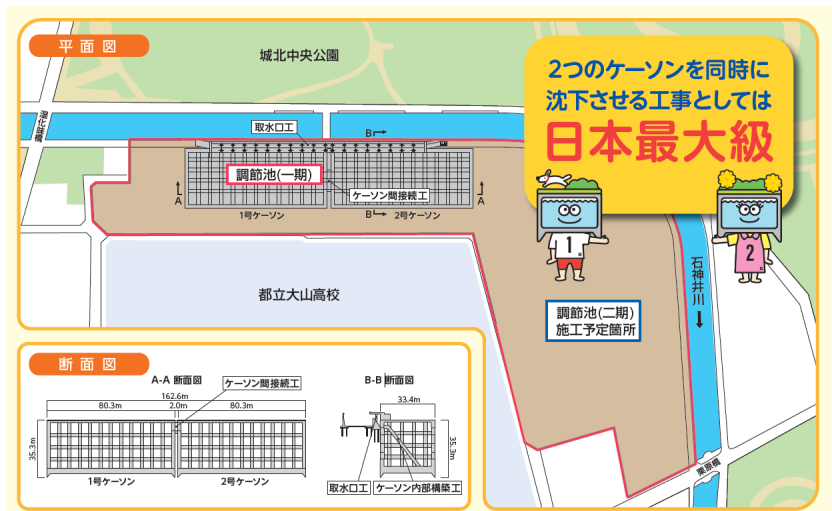 平面図
城北中央公園
2つのケーソンを同時に
沈下させる工事としては
日本最大級
湿化味橋
取水口工
B
調節池(一期)
ケーソン間接続工
A
A
1号ケーソン
B
2号ケーソン
1
2
石神井川
都立大山高校
調節池(二期)
施工予定箇所
栗原橋
断面図
A-A 断面図
ケーソン間接続工
162.6m
80.3m
2.0m
80.3m
35.3m
1号ケーソン
2号ケーソン
B-B 断面図
33.4m
35.3m
取水口工
ケーソン内部構築工